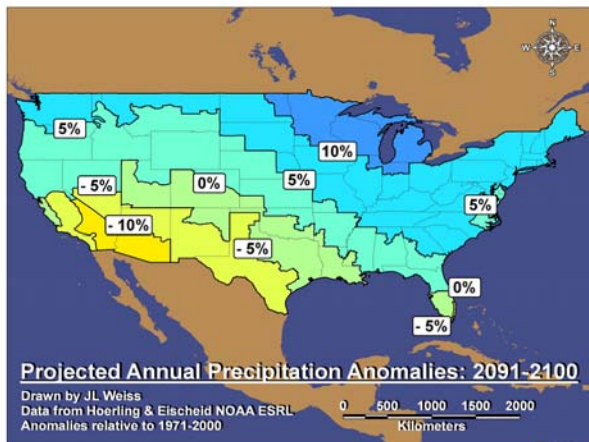 N
W E
S
5%
10%
- 5%
0%
5%
- 10%
5%
- 5%
0%
- 5%
Projected Annual Precipitation Anomalies: 2091-2100
Drawn by JL Weiss
Data from Hoerling & Eischeid NOAA ESRL
Anomalies relative to 1971-2000
0 500 1000 1500 2000
Kilometers